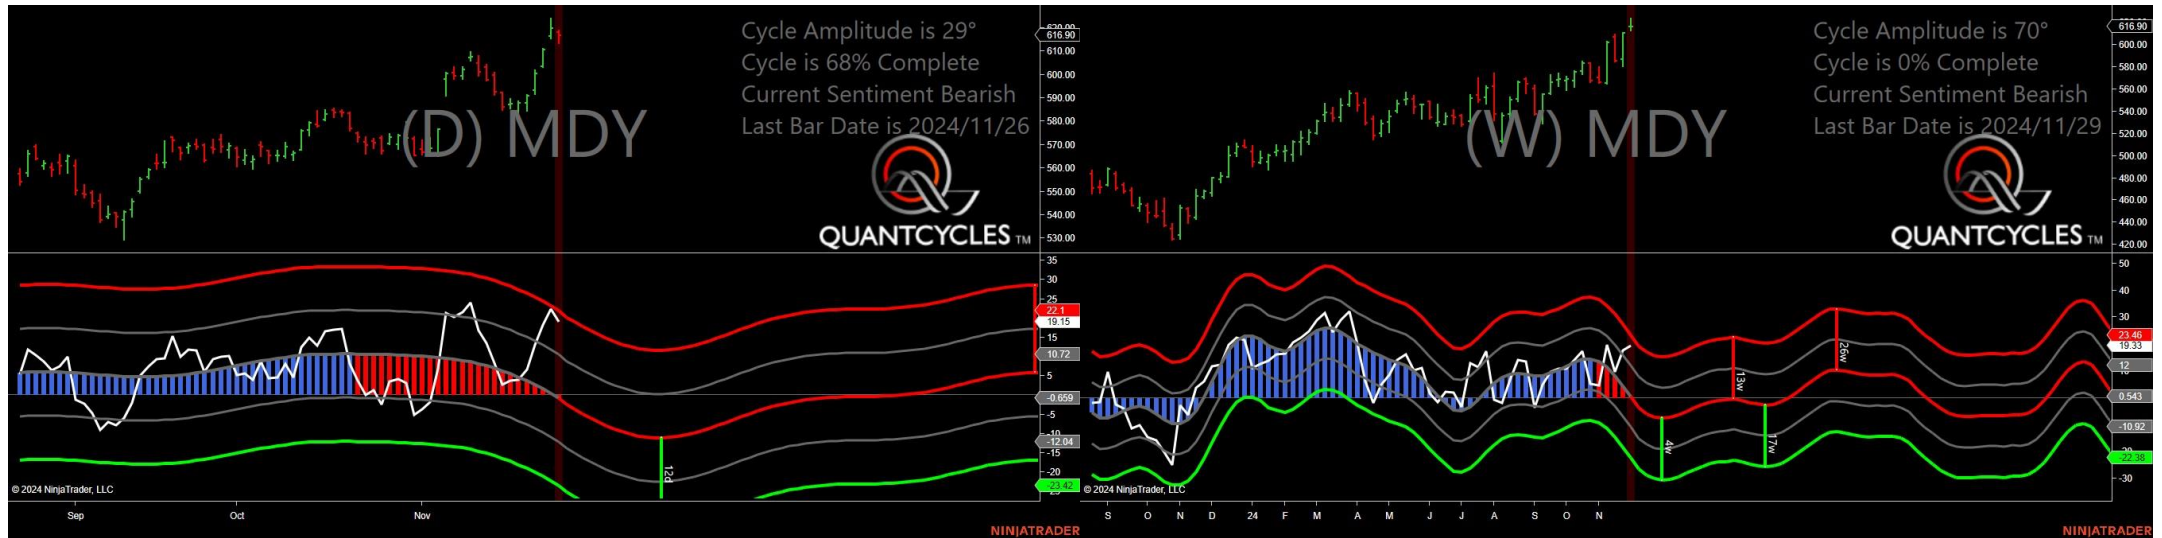 Cycle Amplitude is 29°
Cycle is 68% Complete
Current Sentiment Bearish
Last Bar Date is 2024/11/26
(D) MDY
QUANTCYCLES TM
620.00
616.90
610.00
600.00
590.00
580.00
570.00
560.00
550.00
540.00
530.00
35
30
25
22.1
19.15
15
10.72
5
-0.659
-5
-10
-12.04
-15
-20
-23.42
12d
© 2024 NinjaTrader, LLC
Sep Oct Nov
NINJATRADER
Cycle Amplitude is 70°
Cycle is 0% Complete
Current Sentiment Bearish
Last Bar Date is 2024/11/29
(W) MDY
QUANTCYCLES TM
616.90
600.00
580.00
560.00
540.00
520.00
500.00
480.00
460.00
440.00
420.00
50
40
30
23.46
19.33
12
0.543
-10.92
-22.38
-30
4w
13w
17w
26w
© 2024 NinjaTrader, LLC
S O N D 24 F M A M J J A S O N
NINJATRADER